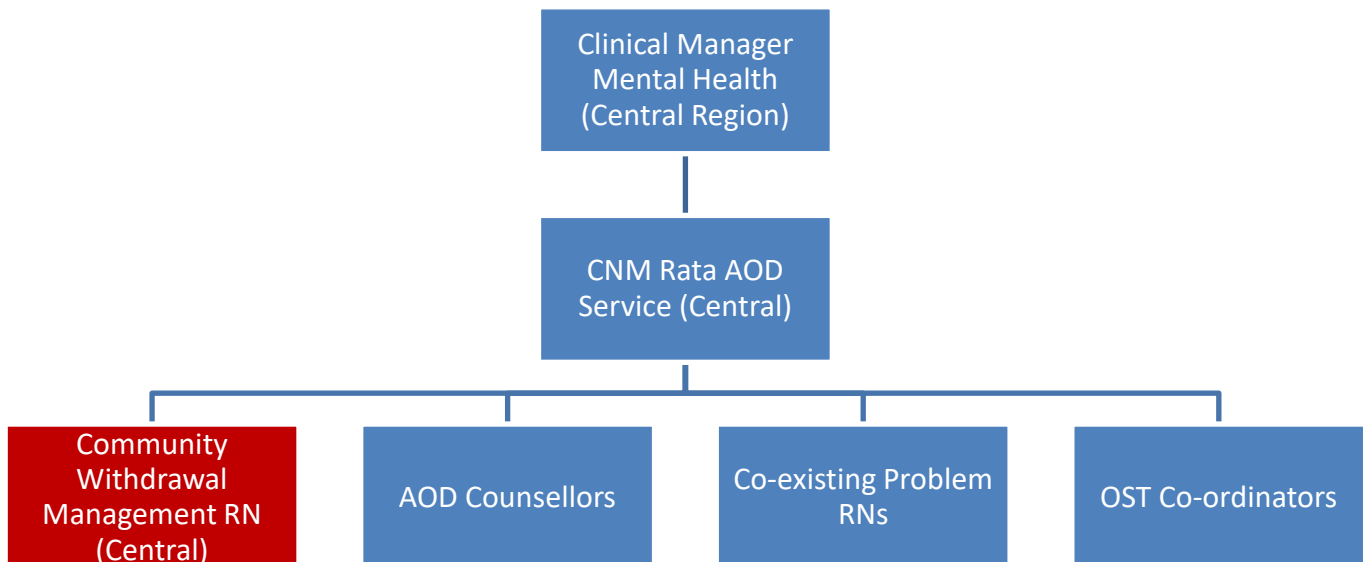 Clinical Manager
Mental Health
(Central Region)
CNM Rata AOD
Service (Central)
Community
Withdrawal
Management RN
(Central)
AOD Counsellors
Co-existing Problem
RNs
OST Co-ordinators